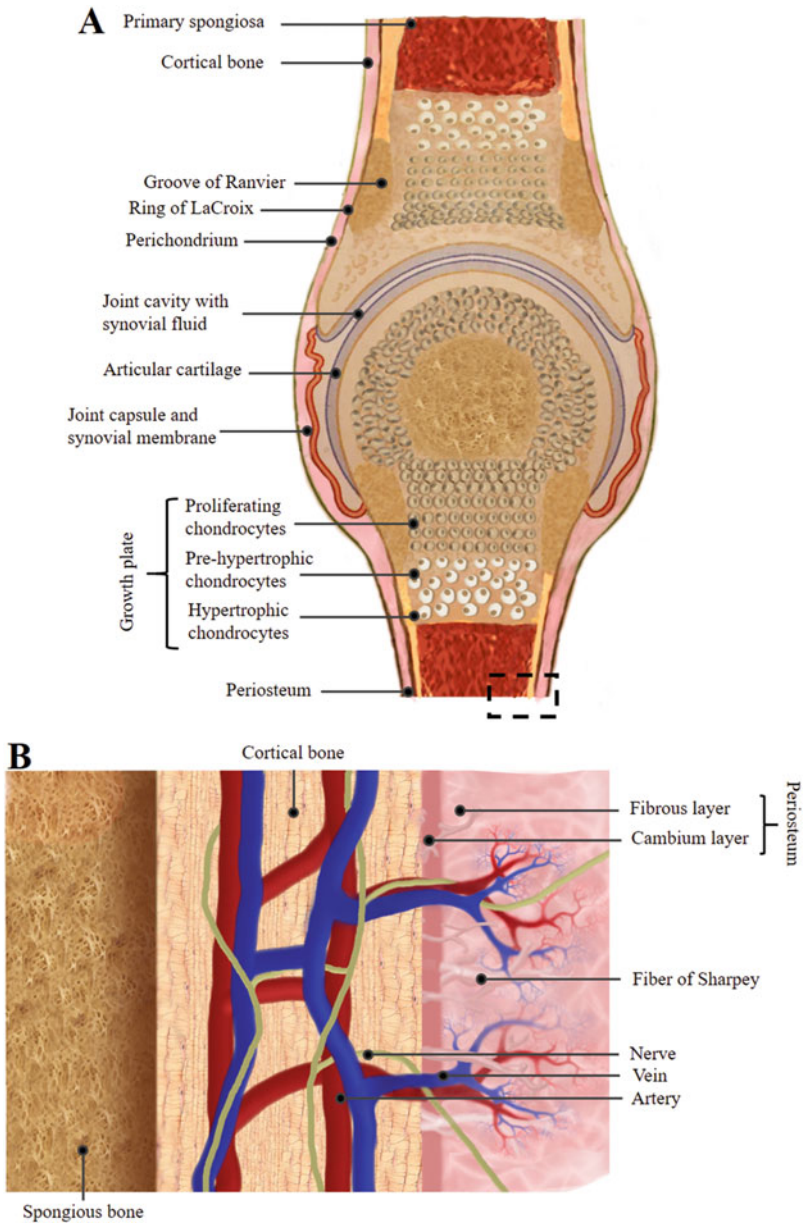 A
Primary spongiosa
Cortical bone
Groove of Ranvier
Ring of LaCroix
Perichondrium
Joint cavity with
synovial fluid
Articular cartilage
Joint capsule and
synovial membrane
Growth plate
Proliferating
chondrocytes
Pre-hypertrophic
chondrocytes
Hypertrophic
chondrocytes
Periosteum
B
Cortical bone
Fibrous layer
Cambium layer
Periosteum
Fiber of Sharpey
Nerve
Vein
Artery
Spongious bone